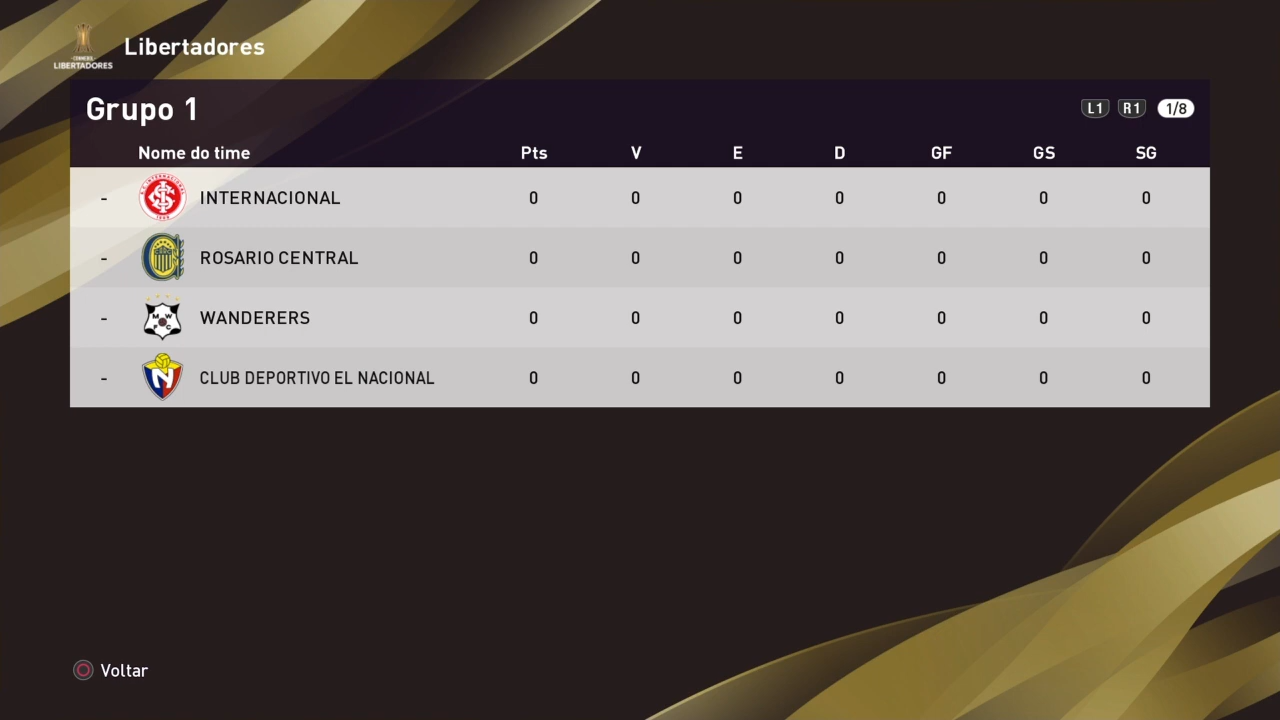 Libertadores
CONMEBOL
LIBERTADORES
Grupo 1
L1 R1 1/8
Nome do time Pts V E D GF GS SG
- INTERNACIONAL 0 0 0 0 0 0 0
- ROSARIO CENTRAL 0 0 0 0 0 0 0
- WANDERERS 0 0 0 0 0 0 0
- CLUB DEPORTIVO EL NACIONAL 0 0 0 0 0 0 0
Voltar